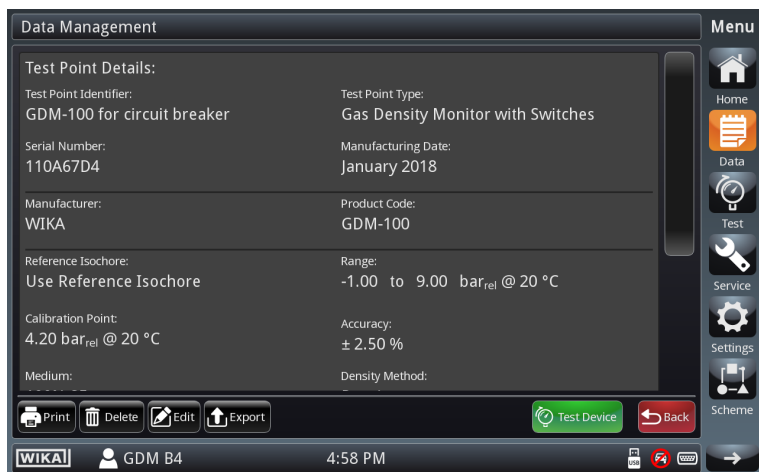 Data Management
Menu
Test Point Details:
Test Point Identifier:
GDM-100 for circuit breaker
Test Point Type:
Gas Density Monitor with Switches
Serial Number:
110A67D4
Manufacturing Date:
January 2018
Manufacturer:
WIKA
Product Code:
GDM-100
Reference Isochore:
Use Reference Isochore
Range:
-1.00 to 9.00 barrel @ 20 °C
Calibration Point:
4.20 barrel @ 20 °C
Accuracy:
± 2.50 %
Medium:
Density Method:
Home
Data
Test
Service
Settings
Scheme
Print
Delete
Edit
Export
Test Device
Back
WIKA
GDM B4
4:58 PM
USB